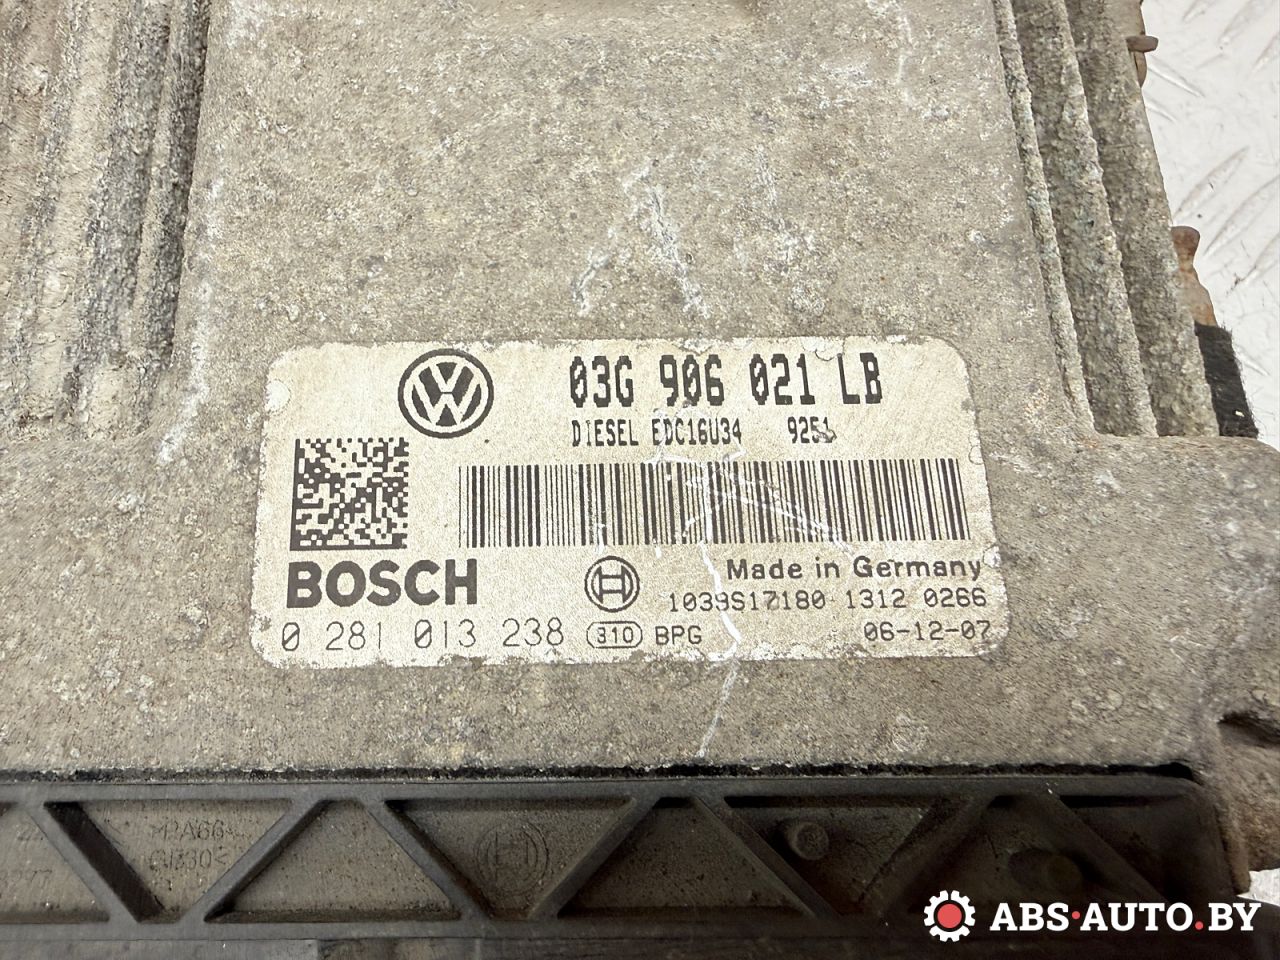 03G 906 021 LB
DIESEL EDC16U34 9251
BOSCH
Made in Germany
1039S17180 1312 0266
0 281 013 238 310 BPG 06-12-07
ABS·AUTO.BY